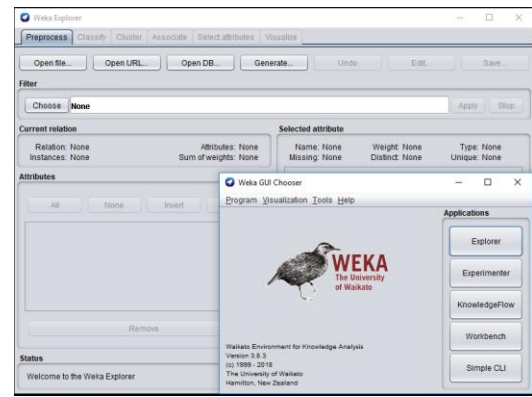 Weka Explorer
Preprocess Classify Cluster Associate Select attributes Visualize
Open file... Open URL... Open DB... Generate... Undo Edit... Save...
Filter
Choose None Apply Stop
Current relation
Relation: None Attributes: None
Instances: None Sum of weights: None
Selected attribute
Name: None Weight: None Type: None
Missing: None Distinct: None Unique: None
Attributes
All None Invert
Remove
Status
Welcome to the Weka Explorer
Weka GUI Chooser
Program Visualization Tools Help
WEKA
The University
of Waikato
Waikato Environment for Knowledge Analysis
Version 3.8.3
(c) 1999 - 2018
The University of Waikato
Hamilton, New Zealand
Applications
Explorer
Experimenter
KnowledgeFlow
Workbench
Simple CLI